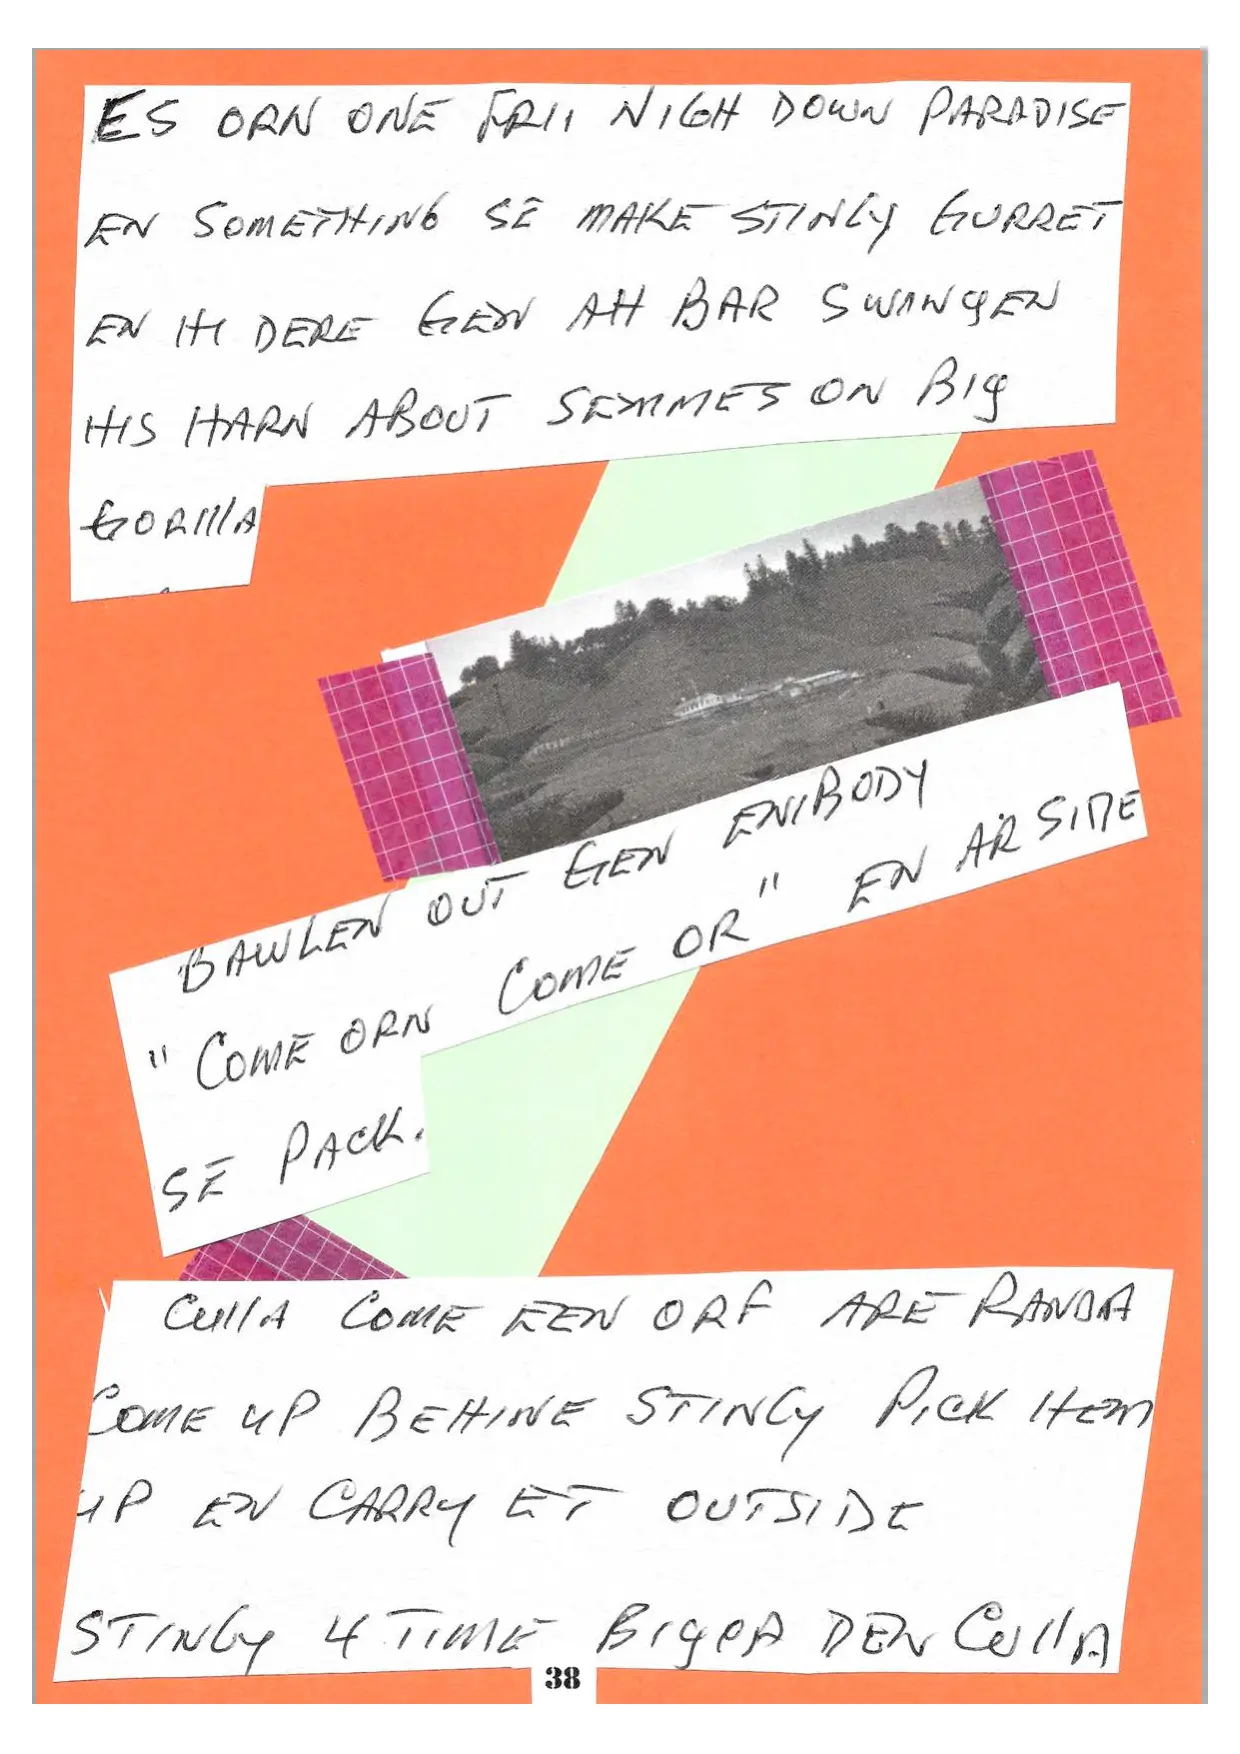 ES ORN ONE FRII NIGH DOWN PARADISE
EN SOMETHING SE MAKE STINGY GURRET
EN HI DERE GEN AH BAR SWINGEN
HIS HARN ABOUT SEMMES ON BIG
GORILLA
BAWLEN OUT GEN ENIBODY
"COME ORN COME OR" EN AR SIDE
SE PACK.
CULLA COME EEN ORF ARE RANDA
COME UP BEHINE STINGY PICK HEM
UP EN CARRY ET OUTSIDE
STINGY 4 TIME BIGGA DEN CULLA
38